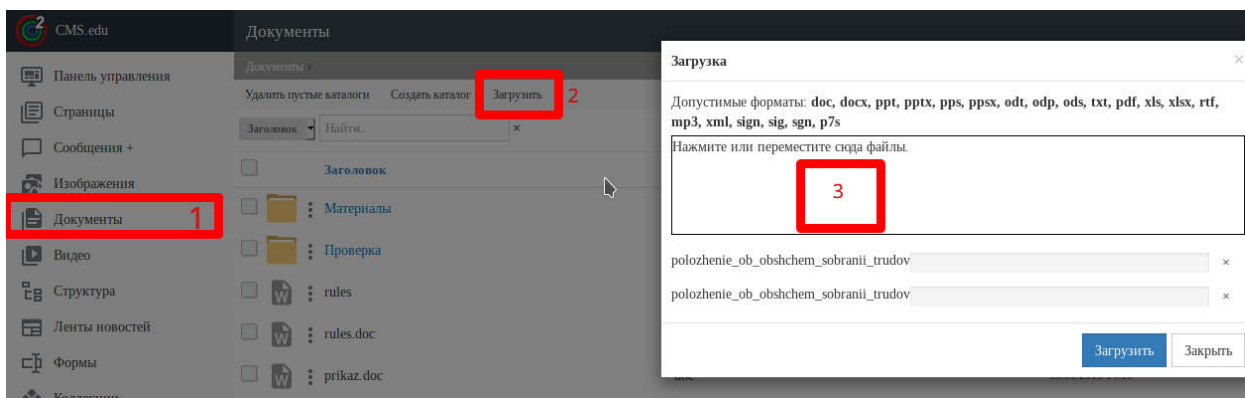 CMS.edu
Документы
Панель управления
Страницы
Сообщения +
Изображения
Документы 1
Видео
Структура
Ленты новостей
Формы
Коллекции
Документы
Удалить пустые каталоги Создать каталог Загрузить 2
Заголовок Найти.. ×
Заголовок
Материалы
Проверка
rules
rules.doc
prikaz.doc
doc
Загрузка ×
Допустимые форматы: doc, docx, ppt, pptx, pps, ppsx, odt, odp, ods, txt, pdf, xls, xlsx, rtf,
mp3, xml, sign, sig, sgn, p7s
Нажмите или переместите сюда файлы.
3
polozhenie_ob_obshchem_sobranii_trudov ×
polozhenie_ob_obshchem_sobranii_trudov ×
Загрузить Закрыть